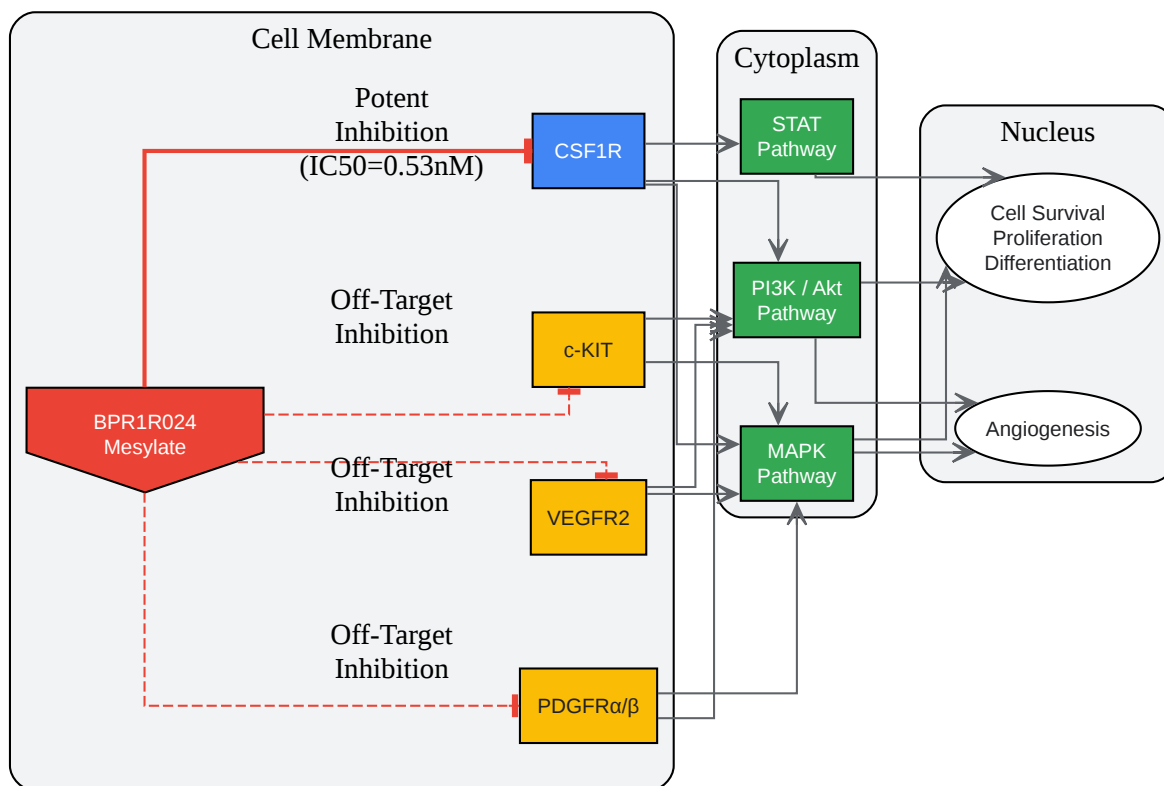 Cell Membrane
Potent
Inhibition
(IC50=0.53nM)
CSF1R
Off-Target
Inhibition
c-KIT
BPR1R024
Mesylate
Off-Target
Inhibition
VEGFR2
Off-Target
Inhibition
PDGFRα/β
Cytoplasm
STAT
Pathway
PI3K / Akt
Pathway
MAPK
Pathway
Nucleus
Cell Survival
Proliferation
Differentiation
Angiogenesis